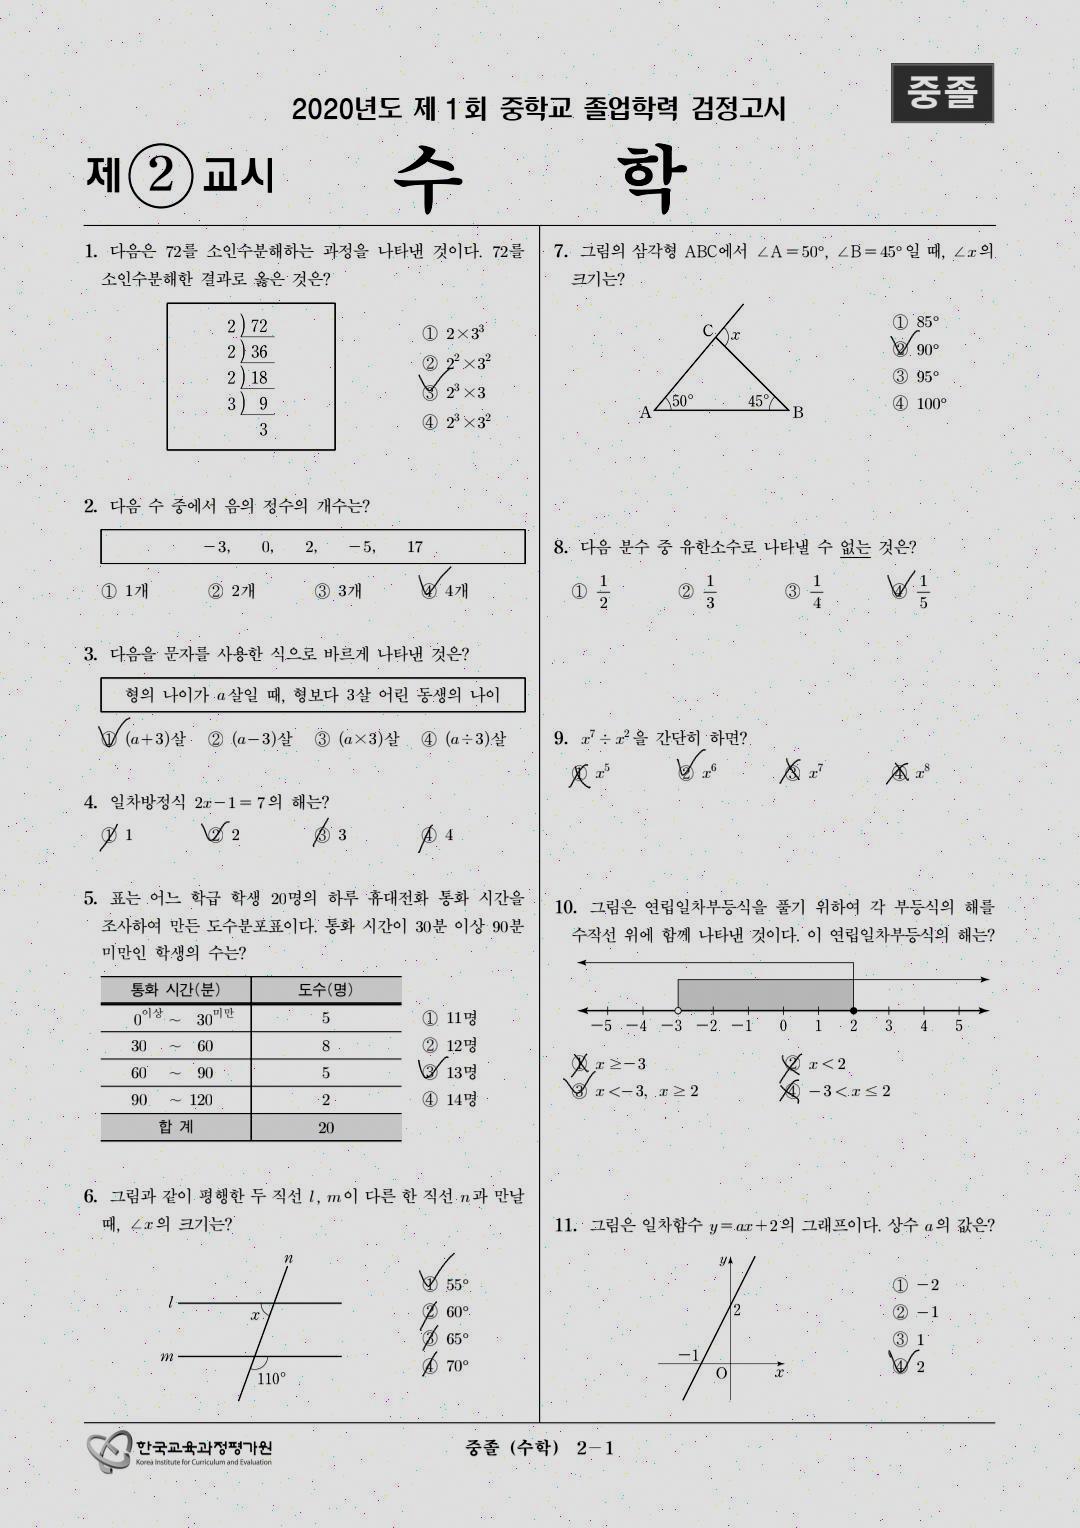 중졸
2020년도 제 1 회 중학교 졸업학력 검정고시
제 ② 교시 수 학
1. 다음은 72를 소인수분해하는 과정을 나타낸 것이다. 72를
소인수분해한 결과로 옳은 것은?
2 ) 72
2 ) 36
2 ) 18
3 ) 9
3
① 2×3³
② 2²×3²
③ 2³×3
④ 2³×3²
2. 다음 수 중에서 음의 정수의 개수는?
−3, 0, 2, −5, 17
① 1개 ② 2개 ③ 3개 ④ 4개
3. 다음을 문자를 사용한 식으로 바르게 나타낸 것은?
형의 나이가 a살일 때, 형보다 3살 어린 동생의 나이
① (a+3)살 ② (a−3)살 ③ (a×3)살 ④ (a÷3)살
4. 일차방정식 2x−1=7의 해는?
① 1 ② 2 ③ 3 ④ 4
5. 표는 어느 학급 학생 20명의 하루 휴대전화 통화 시간을
조사하여 만든 도수분포표이다. 통화 시간이 30분 이상 90분
미만인 학생의 수는?
통화 시간(분) 도수(명)
0이상 ~ 30미만 5
30 ~ 60 8
60 ~ 90 5
90 ~ 120 2
합 계 20
① 11명
② 12명
③ 13명
④ 14명
6. 그림과 같이 평행한 두 직선 l, m이 다른 한 직선 n과 만날
때, ∠x의 크기는?
n
l
x
m
110°
① 55°
② 60°
③ 65°
④ 70°
7. 그림의 삼각형 ABC에서 ∠A=50°, ∠B=45°일 때, ∠x의
크기는?
C x
A 50° 45° B
① 85°
② 90°
③ 95°
④ 100°
8. 다음 분수 중 유한소수로 나타낼 수 없는 것은?
① 1/2 ② 1/3 ③ 1/4 ④ 1/5
9. x⁷÷x²을 간단히 하면?
① x⁵ ② x⁶ ③ x⁷ ④ x⁸
10. 그림은 연립일차부등식을 풀기 위하여 각 부등식의 해를
수직선 위에 함께 나타낸 것이다. 이 연립일차부등식의 해는?
−5 −4 −3 −2 −1 0 1 2 3 4 5
① x≥−3 ② x<2
③ x<−3, x≥2 ④ −3<x≤2
11. 그림은 일차함수 y=ax+2의 그래프이다. 상수 a의 값은?
y
2
−1
O x
① −2
② −1
③ 1
④ 2
한국교육과정평가원
Korea Institute for Curriculum and Evaluation
중졸 (수학) 2−1